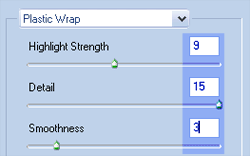 Plastic Wrap
Highlight Strength 9
Detail 15
Smoothness 3